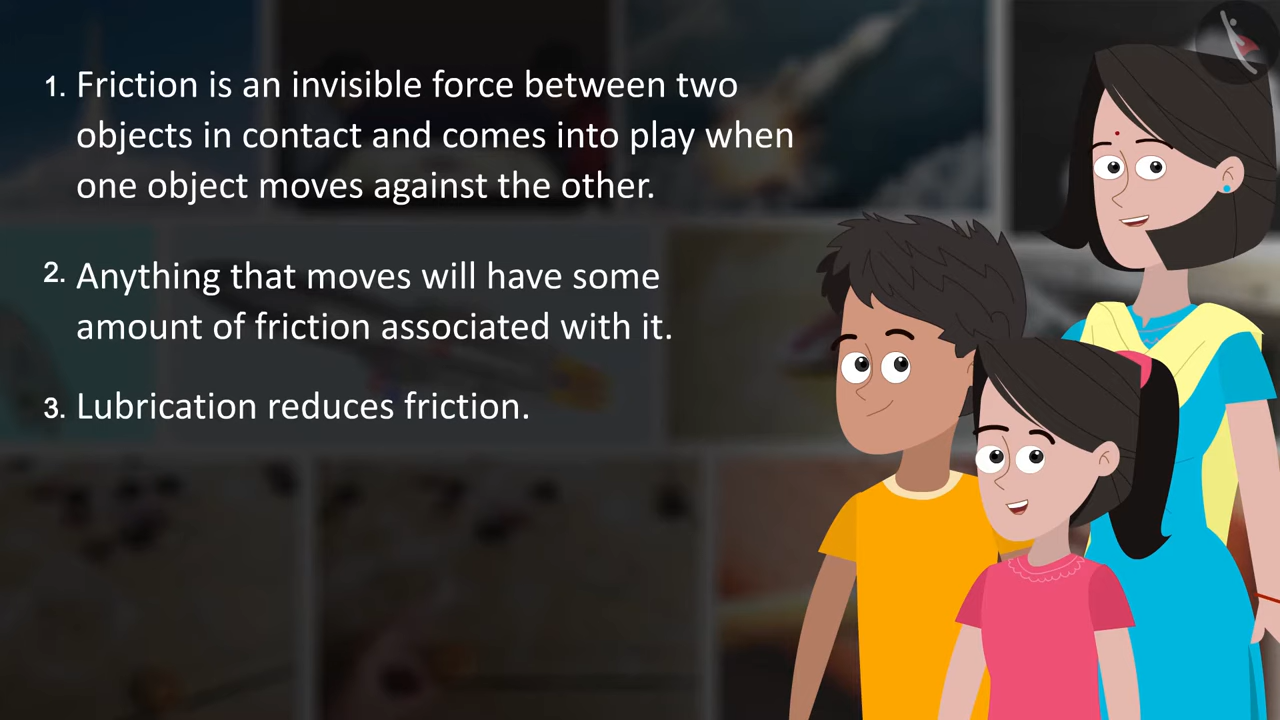 1. Friction is an invisible force between two
objects in contact and comes into play when
one object moves against the other.
2. Anything that moves will have some
amount of friction associated with it.
3. Lubrication reduces friction.